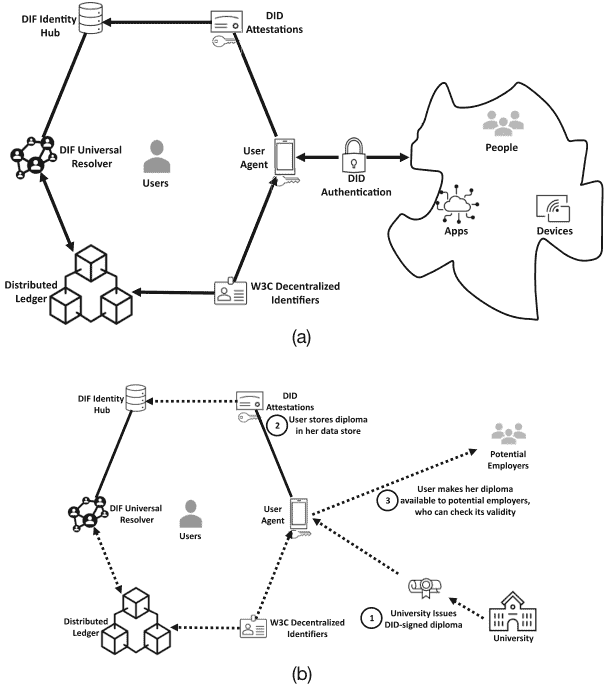 DIF Identity
Hub
DID
Attestations
DIF Universal
Resolver
Users
User
Agent
DID
Authentication
People
Apps
Devices
Distributed
Ledger
W3C Decentralized
Identifiers
(a)
DIF Identity
Hub
DID
Attestations
2
User stores diploma
in her data store
Potential
Employers
DIF Universal
Resolver
Users
User
Agent
3
User makes her diploma
available to potential employers,
who can check its validity
Distributed
Ledger
W3C Decentralized
Identifiers
1
University Issues
DID-signed diploma
University
(b)